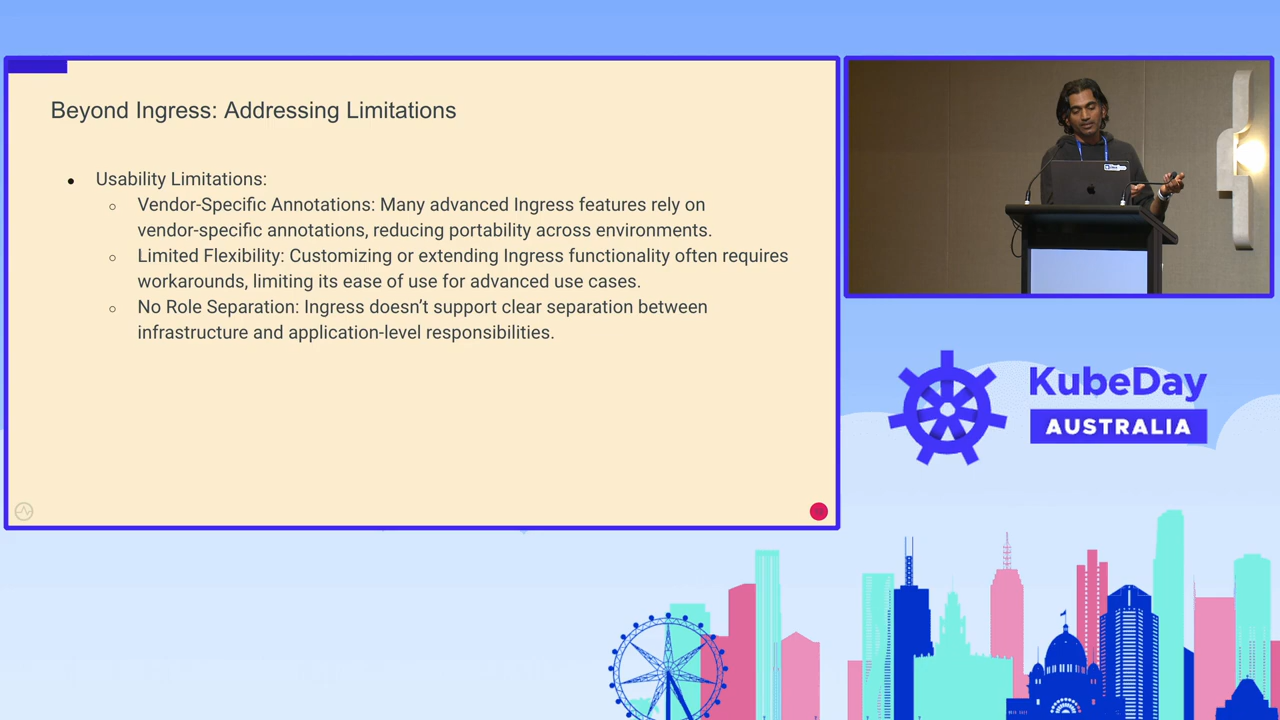 Beyond Ingress: Addressing Limitations
Usability Limitations:
Vendor-Specific Annotations: Many advanced Ingress features rely on
vendor-specific annotations, reducing portability across environments.
Limited Flexibility: Customizing or extending Ingress functionality often requires
workarounds, limiting its ease of use for advanced use cases.
No Role Separation: Ingress doesn’t support clear separation between
infrastructure and application-level responsibilities.
KubeDay
AUSTRALIA